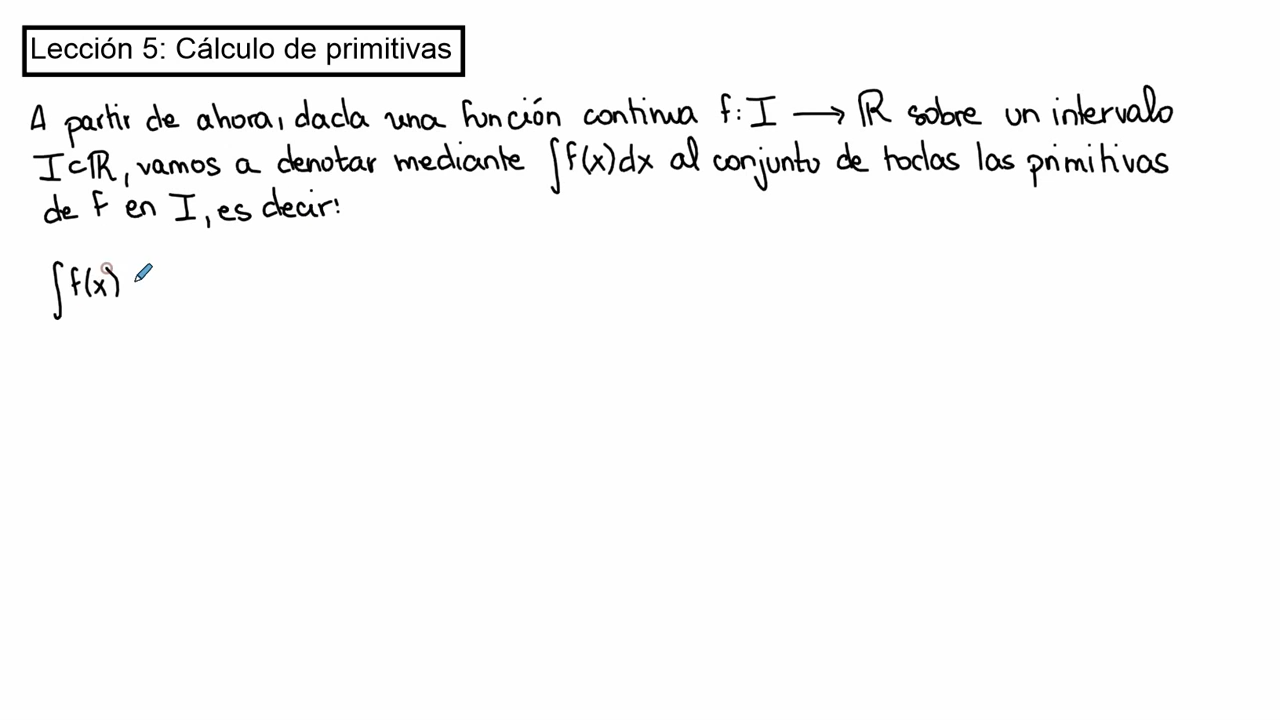 Lección 5: Cálculo de primitivas
A partir de ahora, dada una función continua f: I ⟶ ℝ sobre un intervalo
I⊂ℝ, vamos a denotar mediante ∫f(x)dx al conjunto de todas las primitivas
de f en I, es decir:
∫f(x)